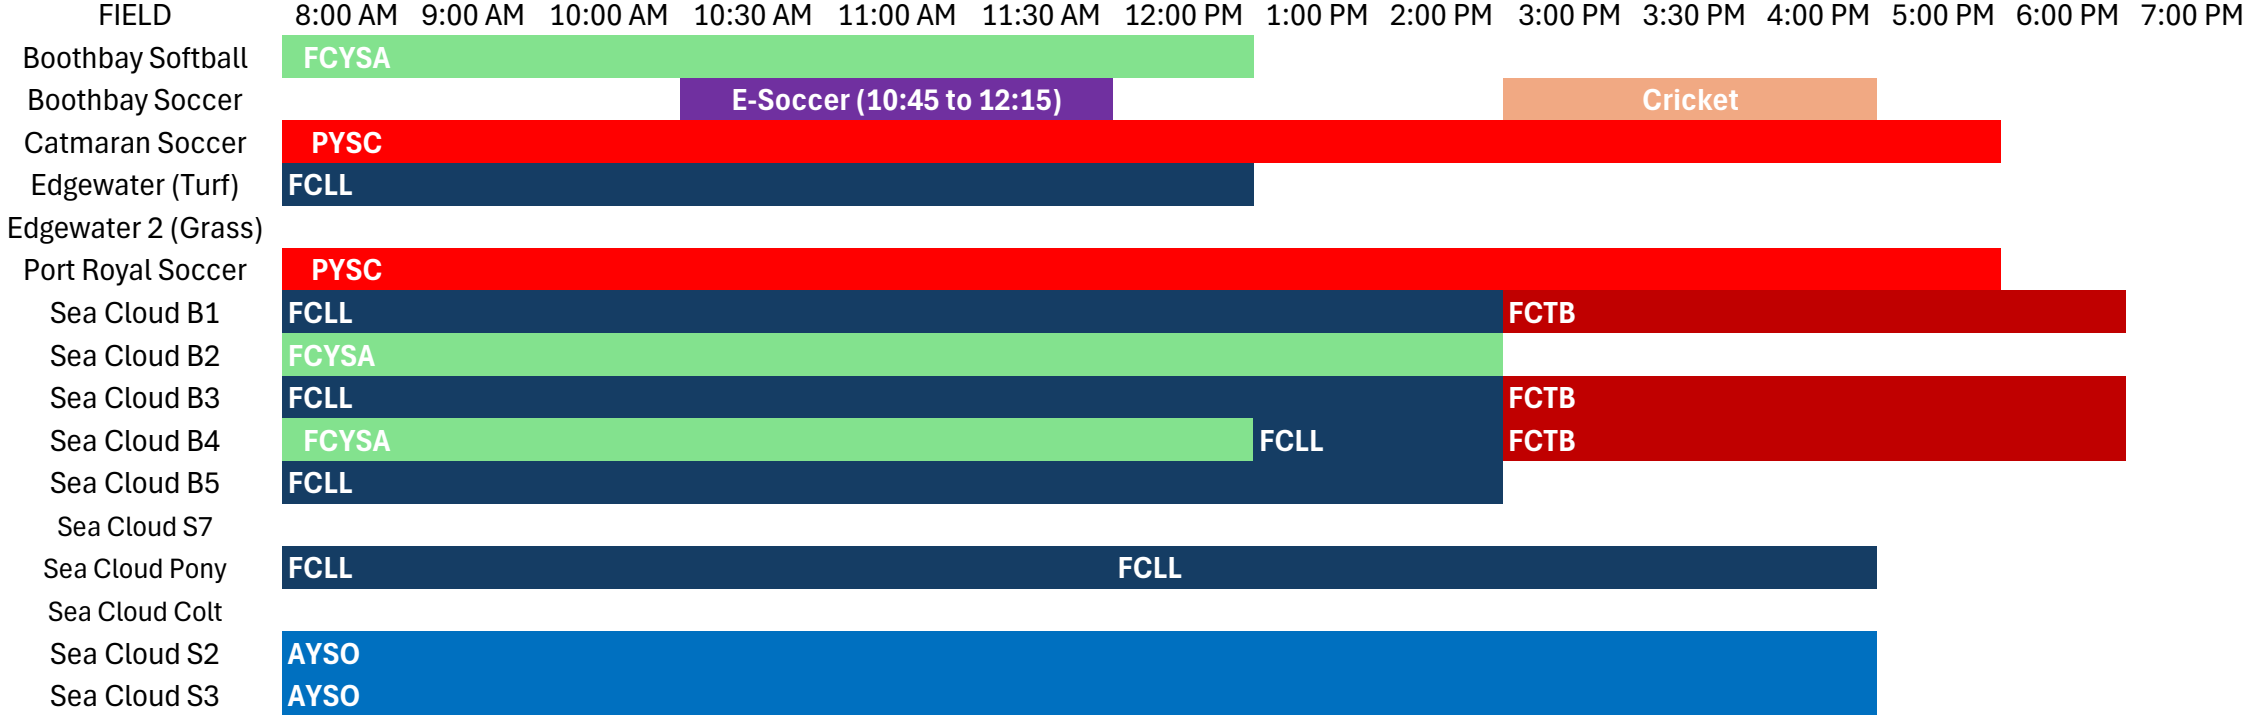 FIELD 8:00 AM 9:00 AM 10:00 AM 10:30 AM 11:00 AM 11:30 AM 12:00 PM 1:00 PM 2:00 PM 3:00 PM 3:30 PM 4:00 PM 5:00 PM 6:00 PM 7:00 PM
Boothbay Softball FCYSA
Boothbay Soccer E-Soccer (10:45 to 12:15) Cricket
Catmaran Soccer PYSC
Edgewater (Turf) FCLL
Edgewater 2 (Grass)
Port Royal Soccer PYSC
Sea Cloud B1 FCLL FCTB
Sea Cloud B2 FCYSA
Sea Cloud B3 FCLL FCTB
Sea Cloud B4 FCYSA FCLL FCTB
Sea Cloud B5 FCLL
Sea Cloud S7
Sea Cloud Pony FCLL FCLL
Sea Cloud Colt
Sea Cloud S2 AYSO
Sea Cloud S3 AYSO